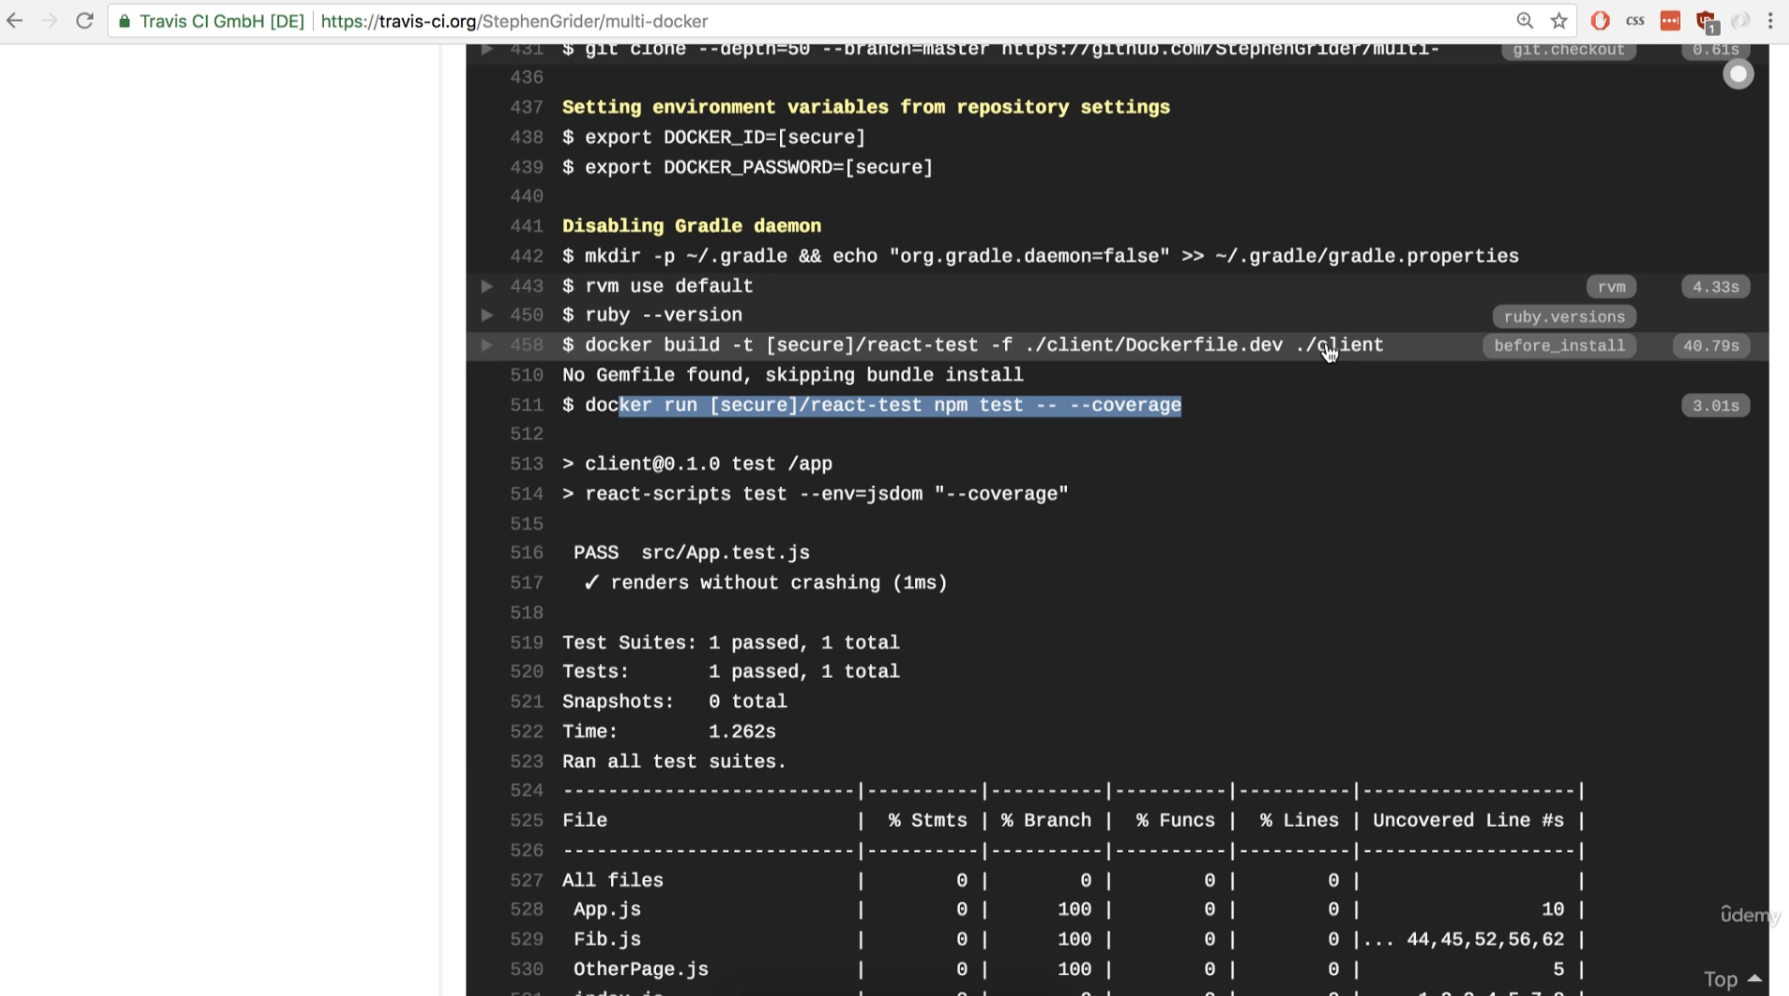 Travis CI GmbH [DE] https://travis-ci.org/StephenGrider/multi-docker
css
1
431 $ git clone --depth=50 --branch=master https://github.com/StephenGrider/multi- git.checkout 0.61s
436
437 Setting environment variables from repository settings
438 $ export DOCKER_ID=[secure]
439 $ export DOCKER_PASSWORD=[secure]
440
441 Disabling Gradle daemon
442 $ mkdir -p ~/.gradle && echo "org.gradle.daemon=false" >> ~/.gradle/gradle.properties
443 $ rvm use default rvm 4.33s
450 $ ruby --version ruby.versions
458 $ docker build -t [secure]/react-test -f ./client/Dockerfile.dev ./client before_install 40.79s
510 No Gemfile found, skipping bundle install
511 $ docker run [secure]/react-test npm test -- --coverage 3.01s
512
513 > client@0.1.0 test /app
514 > react-scripts test --env=jsdom "--coverage"
515
516 PASS src/App.test.js
517 ✓ renders without crashing (1ms)
518
519 Test Suites: 1 passed, 1 total
520 Tests: 1 passed, 1 total
521 Snapshots: 0 total
522 Time: 1.262s
523 Ran all test suites.
524 --------------------------|----------|----------|----------|----------|-------------------|
525 File | % Stmts | % Branch | % Funcs | % Lines | Uncovered Line #s |
526 --------------------------|----------|----------|----------|----------|-------------------|
527 All files | 0 | 0 | 0 | 0 | |
528 App.js | 0 | 100 | 0 | 0 | 10 |
529 Fib.js | 0 | 100 | 0 | 0 |... 44,45,52,56,62 |
530 OtherPage.js | 0 | 100 | 0 | 0 | 5 |
ûdemy
Top